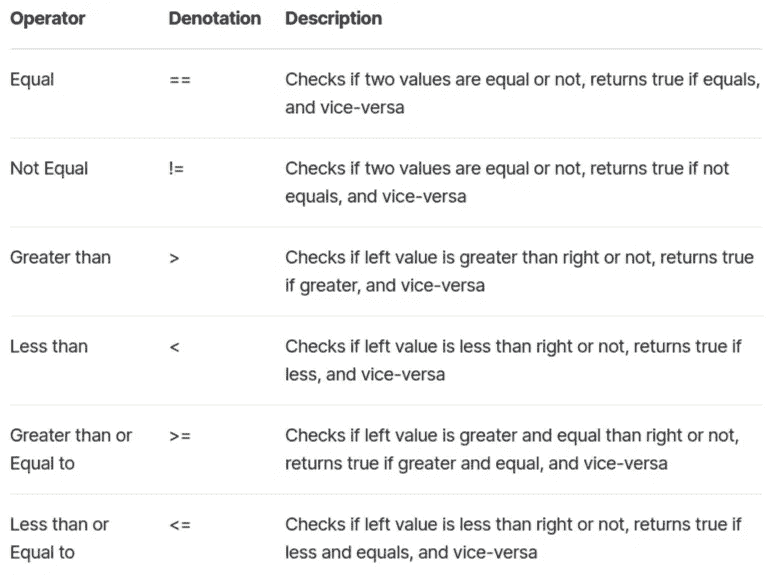 Operator Denotation Description
Equal == Checks if two values are equal or not, returns true if equals,
and vice-versa
Not Equal != Checks if two values are equal or not, returns true if not
equals, and vice-versa
Greater than > Checks if left value is greater than right or not, returns true
if greater, and vice-versa
Less than < Checks if left value is less than right or not, returns true if
less, and vice-versa
Greater than or >= Checks if left value is greater and equal than right or not,
Equal to returns true if greater and equal, and vice-versa
Less than or <= Checks if left value is less than right or not, returns true if
Equal to less and equals, and vice-versa